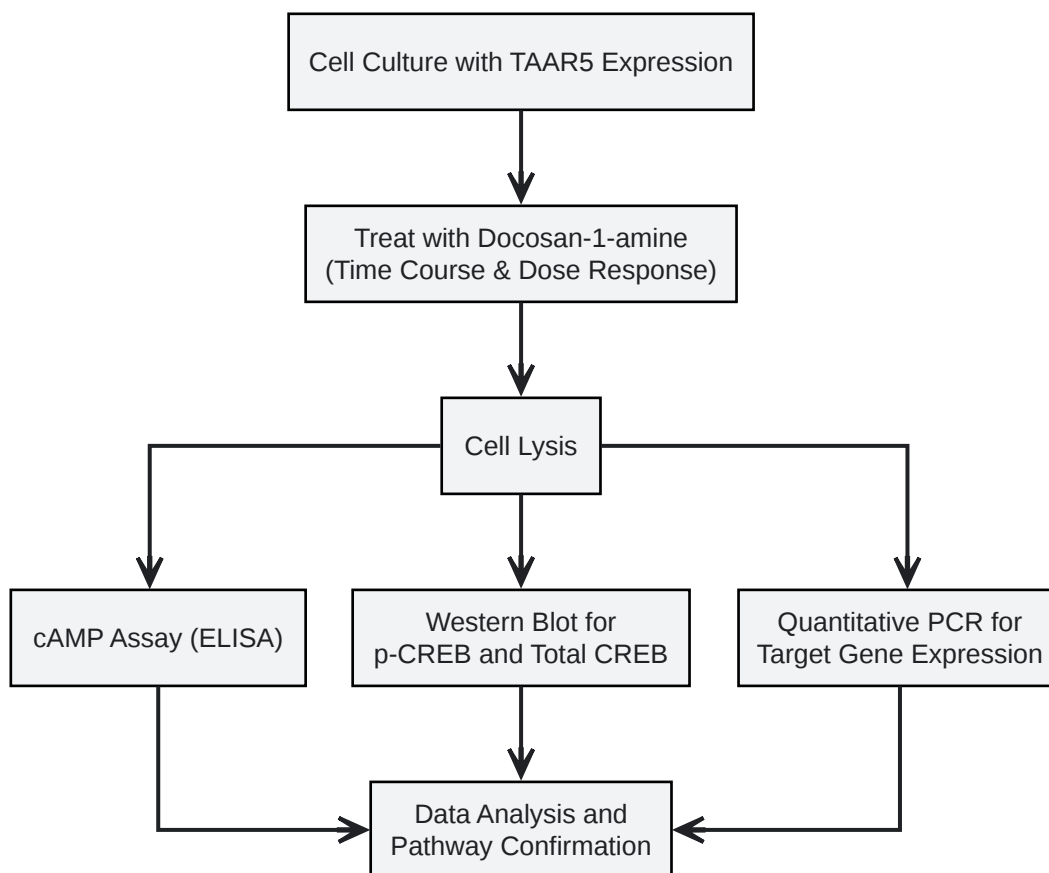 Cell Culture with TAAR5 Expression
Treat with Docosan-1-amine
(Time Course & Dose Response)
Cell Lysis
cAMP Assay (ELISA)
Western Blot for
p-CREB and Total CREB
Quantitative PCR for
Target Gene Expression
Data Analysis and
Pathway Confirmation